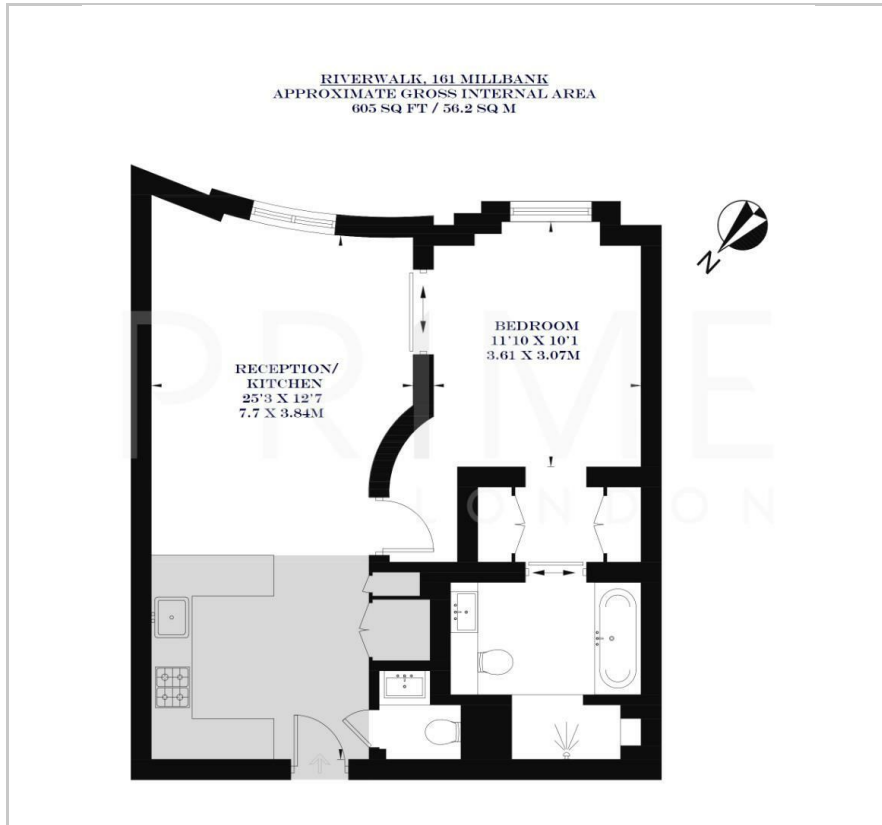 RIVERWALK, 161 MILLBANK
APPROXIMATE GROSS INTERNAL AREA
605 SQ FT / 56.2 SQ M
N
BEDROOM
11'10 X 10'1
3.61 X 3.07M
RECEPTION/
KITCHEN
25'3 X 12'7
7.7 X 3.84M
PRIME
LONDON